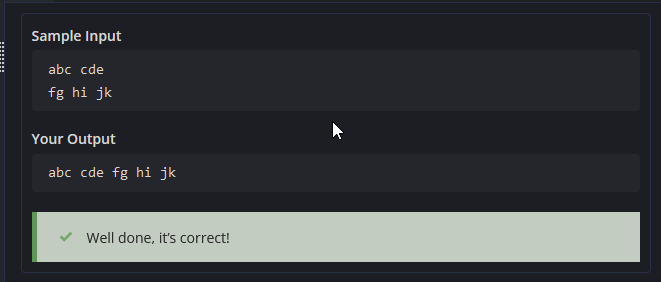 Sample Input
abc cde
fg hi jk
Your Output
abc cde fg hi jk
Well done, it’s correct!